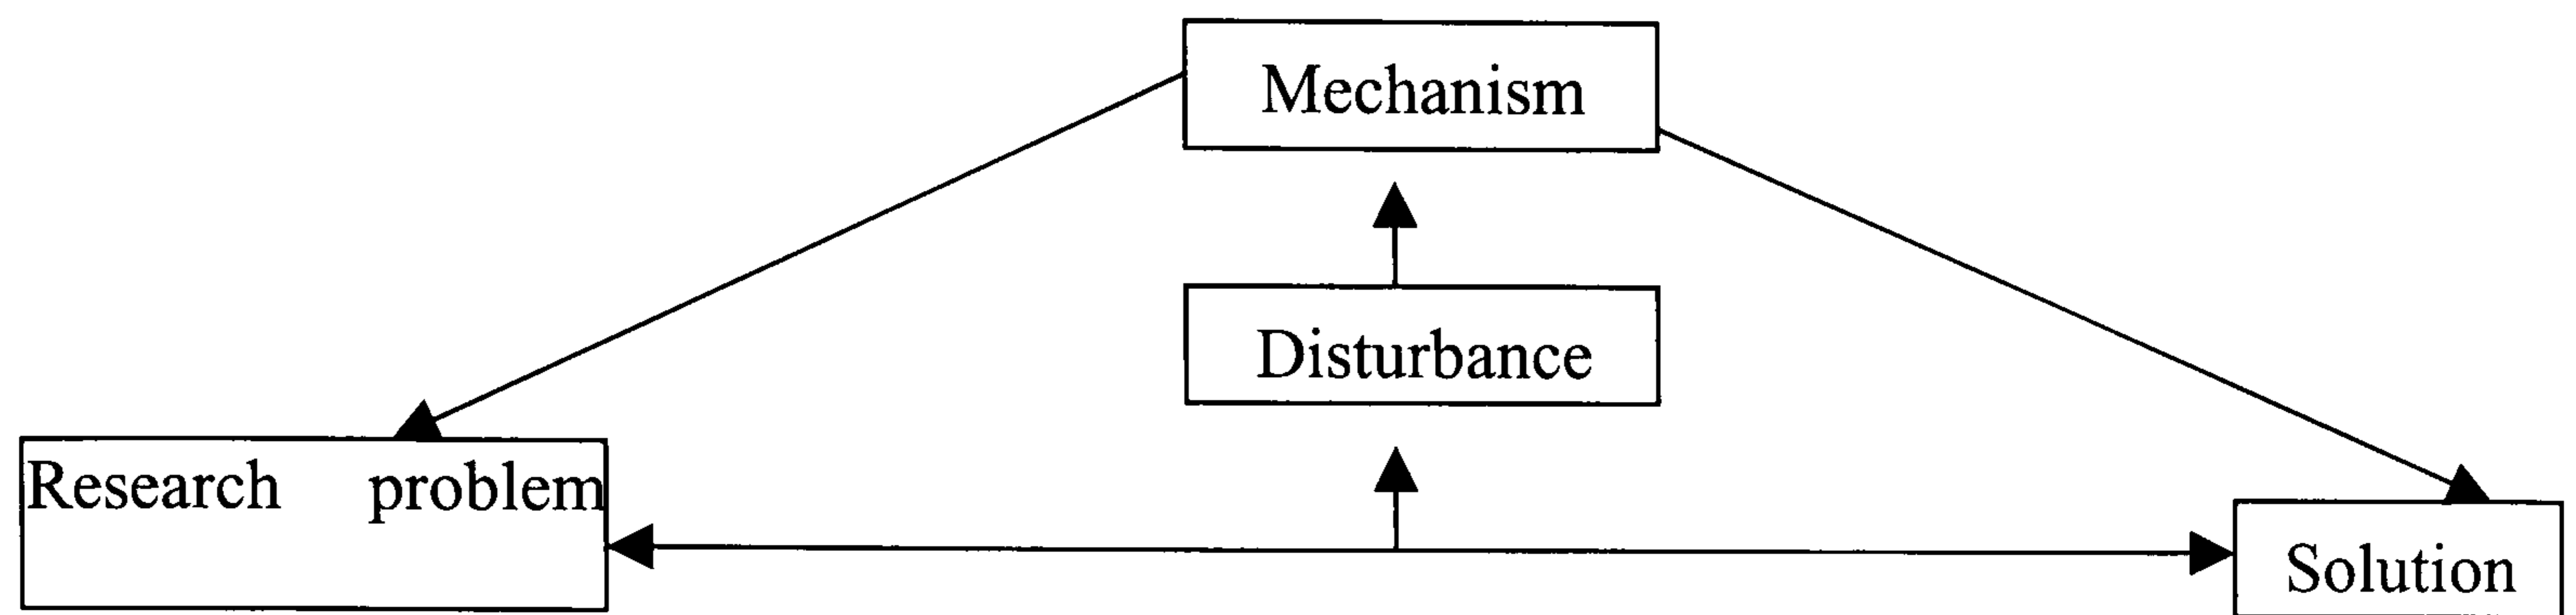 Mechanism
Disturbance
Research problem
Solution